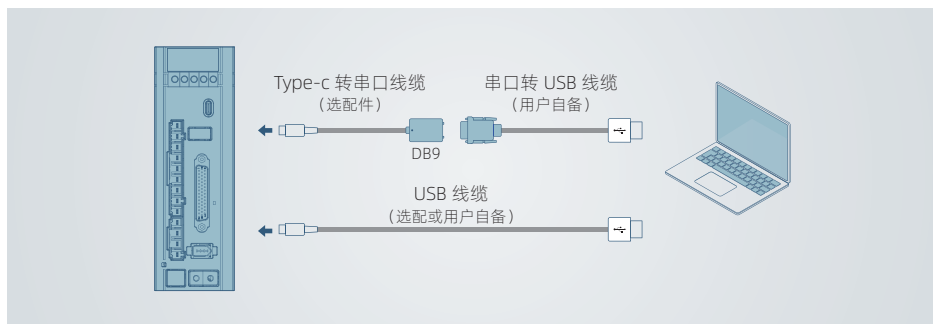 Type-c 转串口线缆
（选配件）
串口转 USB 线缆
（用户自备）
DB9
USB 线缆
（选配或用户自备）